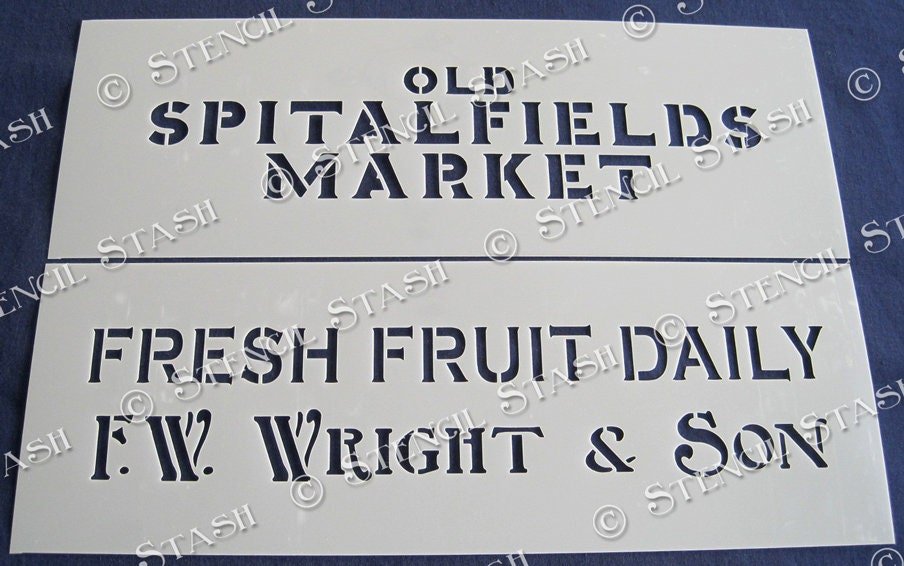 OLD
SPITALFIELDS
MARKET
FRESH FRUIT DAILY
F.W. WRIGHT & SON
© STENCIL STASH